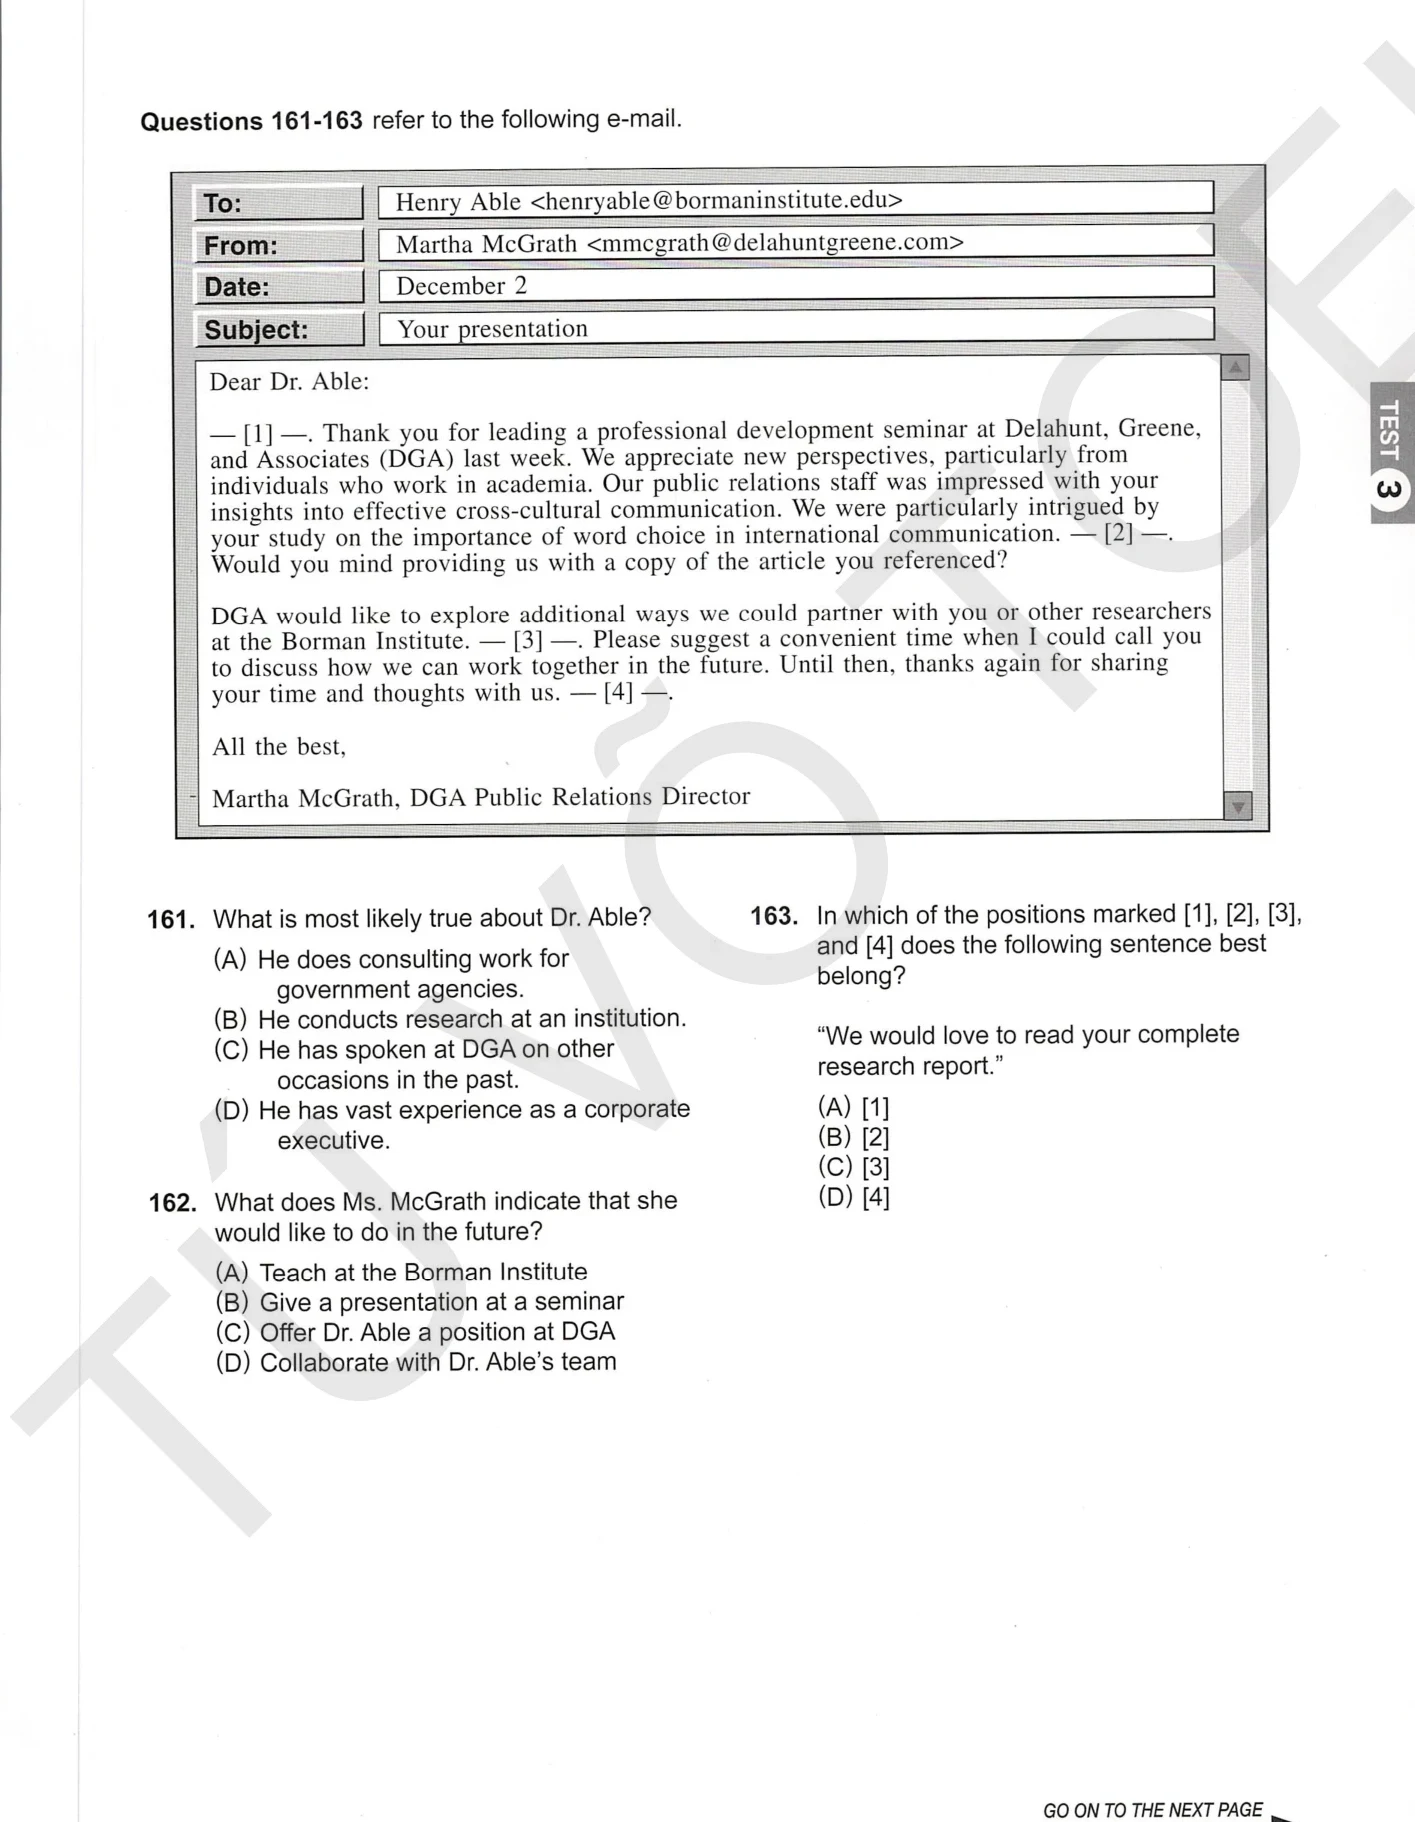 Questions 161-163 refer to the following e-mail.
To: Henry Able <henryable@bormaninstitute.edu>
From: Martha McGrath <mmcgrath@delahuntgreene.com>
Date: December 2
Subject: Your presentation
Dear Dr. Able:
— [1] —. Thank you for leading a professional development seminar at Delahunt, Greene,
and Associates (DGA) last week. We appreciate new perspectives, particularly from
individuals who work in academia. Our public relations staff was impressed with your
insights into effective cross-cultural communication. We were particularly intrigued by
your study on the importance of word choice in international communication. — [2] —.
Would you mind providing us with a copy of the article you referenced?
DGA would like to explore additional ways we could partner with you or other researchers
at the Borman Institute. — [3] —. Please suggest a convenient time when I could call you
to discuss how we can work together in the future. Until then, thanks again for sharing
your time and thoughts with us. — [4] —.
All the best,
Martha McGrath, DGA Public Relations Director
TEST 3
161. What is most likely true about Dr. Able?
(A) He does consulting work for
government agencies.
(B) He conducts research at an institution.
(C) He has spoken at DGA on other
occasions in the past.
(D) He has vast experience as a corporate
executive.
162. What does Ms. McGrath indicate that she
would like to do in the future?
(A) Teach at the Borman Institute
(B) Give a presentation at a seminar
(C) Offer Dr. Able a position at DGA
(D) Collaborate with Dr. Able's team
163. In which of the positions marked [1], [2], [3],
and [4] does the following sentence best
belong?
“We would love to read your complete
research report.”
(A) [1]
(B) [2]
(C) [3]
(D) [4]
GO ON TO THE NEXT PAGE
TÚ VÕ TOE